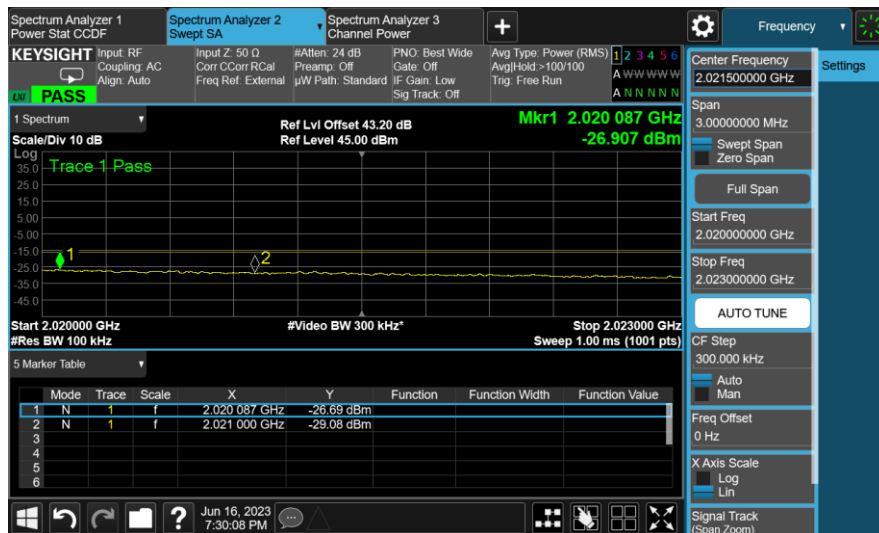 Spectrum Analyzer 1
Power Stat CCDF
Spectrum Analyzer 2
Swept SA
Spectrum Analyzer 3
Channel Power
+
Frequency
KEYSIGHT
PASS
Input: RF
Coupling: AC
Align: Auto
Input Z: 50 Ω
Corr CCorr RCal
Freq Ref: External
#Atten: 24 dB
Preamp: Off
µW Path: Standard
PNO: Best Wide
Gate: Off
IF Gain: Low
Sig Track: Off
Avg Type: Power (RMS)
Avg|Hold:>100/100
Trig: Free Run
1 2 3 4 5 6
A W W W W W
A N N N N N
1 Spectrum
Scale/Div 10 dB
Ref Lvl Offset 43.20 dB
Ref Level 45.00 dBm
Mkr1 2.020 087 GHz
-26.907 dBm
Log
Trace 1 Pass
35.0
25.0
15.0
5.00
-5.00
-15.0
-25.0
-35.0
-45.0
1
2
Start 2.020000 GHz
#Res BW 100 kHz
#Video BW 300 kHz*
Stop 2.023000 GHz
Sweep 1.00 ms (1001 pts)
5 Marker Table
Mode Trace Scale X Y Function Function Width Function Value
1 N 1 f 2.020 087 GHz -26.69 dBm
2 N 1 f 2.021 000 GHz -29.08 dBm
3
4
5
6
Jun 16, 2023
7:30:08 PM
Center Frequency
2.021500000 GHz
Settings
Span
3.00000000 MHz
Swept Span
Zero Span
Full Span
Start Freq
2.020000000 GHz
Stop Freq
2.023000000 GHz
AUTO TUNE
CF Step
300.000 kHz
Auto
Man
Freq Offset
0 Hz
X Axis Scale
Log
Lin
Signal Track
(Span Zoom)